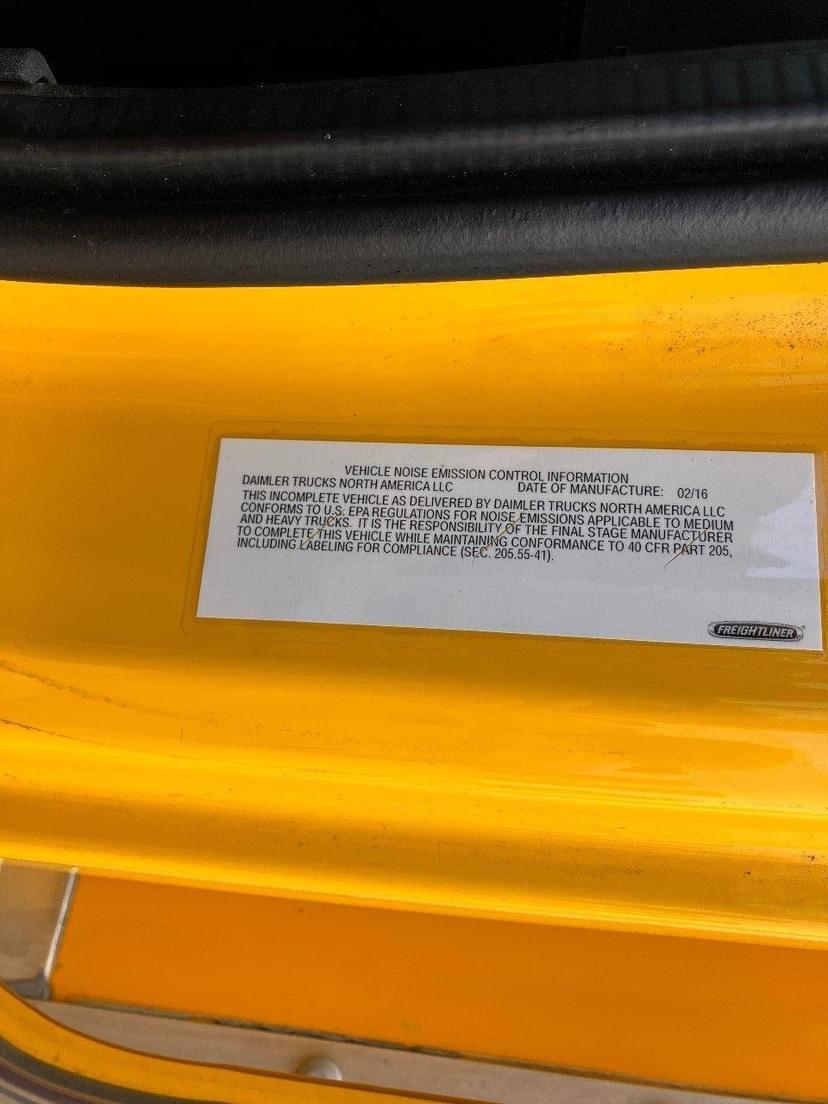 VEHICLE NOISE EMISSION CONTROL INFORMATION
DAIMLER TRUCKS NORTH AMERICA LLC DATE OF MANUFACTURE: 02/16
THIS INCOMPLETE VEHICLE AS DELIVERED BY DAIMLER TRUCKS NORTH AMERICA LLC
CONFORMS TO U.S. EPA REGULATIONS FOR NOISE EMISSIONS APPLICABLE TO MEDIUM
AND HEAVY TRUCKS. IT IS THE RESPONSIBILITY OF THE FINAL STAGE MANUFACTURER
TO COMPLETE THIS VEHICLE WHILE MAINTAINING CONFORMANCE TO 40 CFR PART 205,
INCLUDING LABELING FOR COMPLIANCE (SEC. 205.55-41).
FREIGHTLINER®